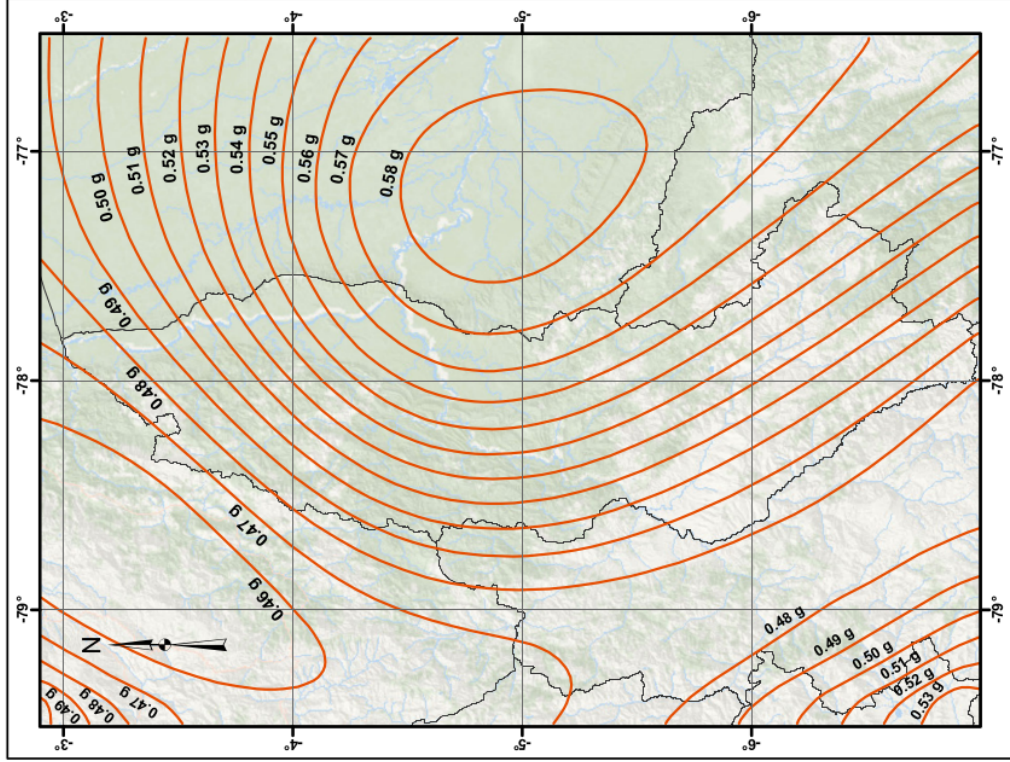 -3°
-4°
-5°
-6°
-77°
-77°
0.50 g
0.51 g
0.52 g
0.53 g
0.54 g
0.55 g
0.56 g
0.57 g
0.58 g
0.49 g
0.48 g
-78°
-78°
0.47 g
0.46 g
-79°
-79°
N
0.48 g
0.49 g
0.50 g
0.51 g
0.52 g
0.53 g
0.49
0.48 g
0.47 g
-3°
-4°
-5°
-6°